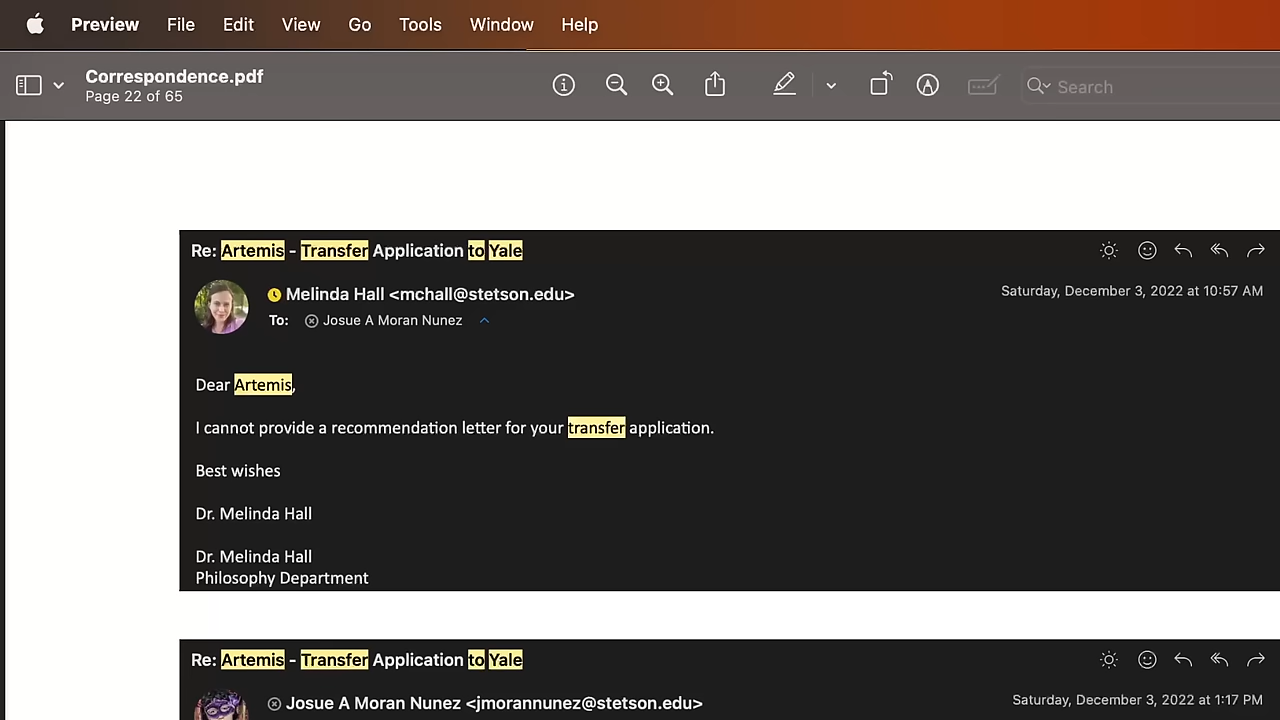 Preview File Edit View Go Tools Window Help
Correspondence.pdf
Page 22 of 65
Search
Re: Artemis - Transfer Application to Yale
Melinda Hall <mchall@stetson.edu>
Saturday, December 3, 2022 at 10:57 AM
To: Josue A Moran Nunez
Dear Artemis,
I cannot provide a recommendation letter for your transfer application.
Best wishes
Dr. Melinda Hall
Dr. Melinda Hall
Philosophy Department
Re: Artemis - Transfer Application to Yale
Josue A Moran Nunez <jmorannunez@stetson.edu>
Saturday, December 3, 2022 at 1:17 PM